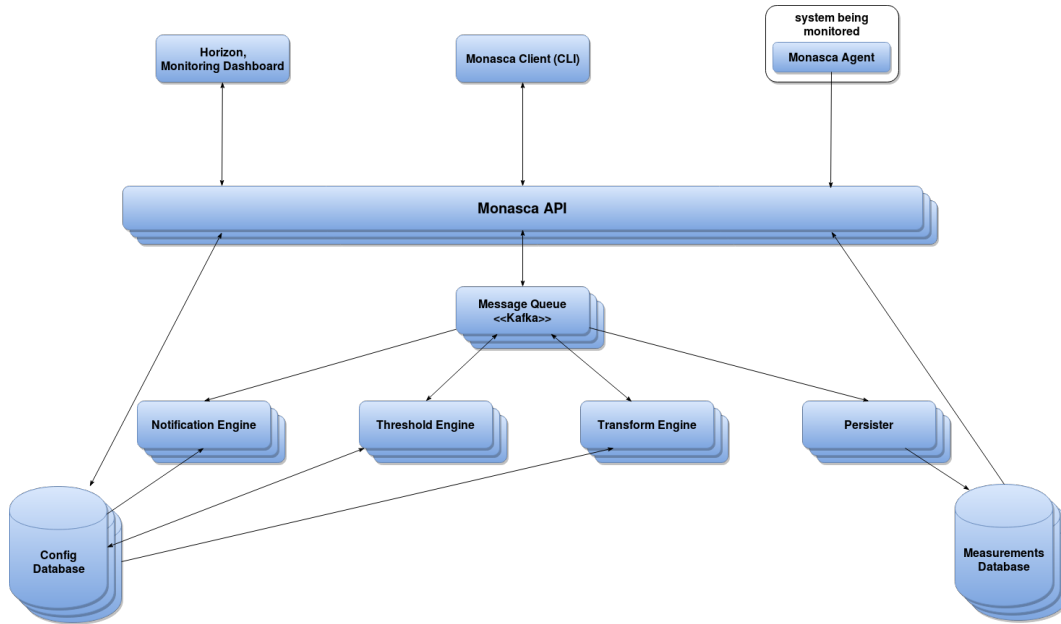 system being
monitored
Horizon,
Monitoring Dashboard
Monasca Client (CLI)
Monasca Agent
Monasca API
Message Queue
<<Kafka>>
Notification Engine
Threshold Engine
Transform Engine
Persister
Config
Database
Measurements
Database